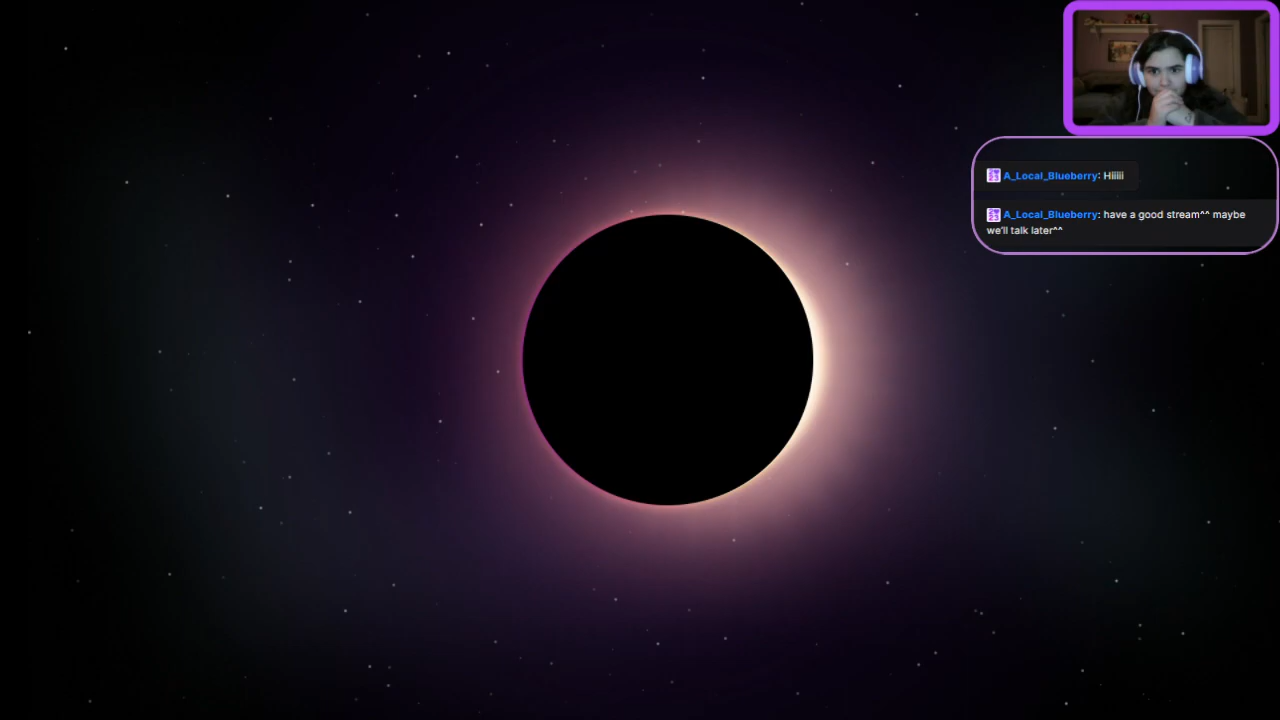 A_Local_Blueberry: Hiiiii
A_Local_Blueberry: have a good stream^^ maybe
we'll talk later^^